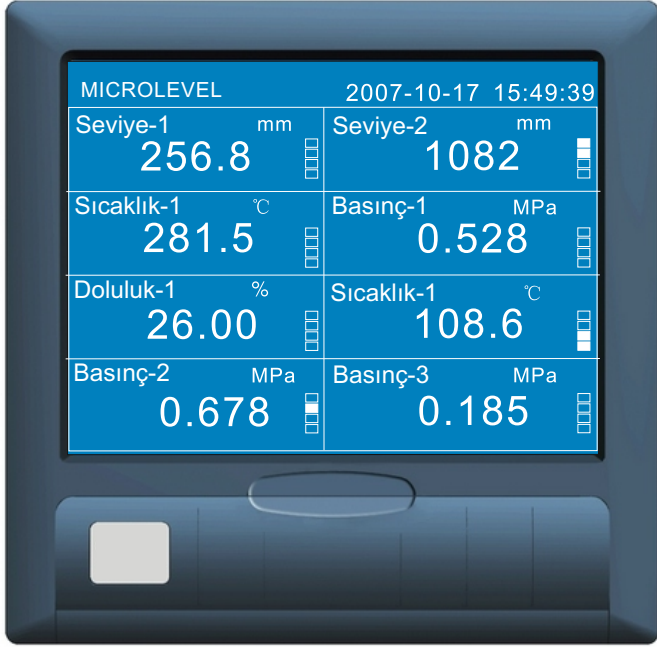 MICROLEVEL 2007-10-17 15:49:39
Seviye-1 mm
256.8
Seviye-2 mm
1082
Sıcaklık-1 ℃
281.5
Basınç-1 MPa
0.528
Doluluk-1 %
26.00
Sıcaklık-1 ℃
108.6
Basınç-2 MPa
0.678
Basınç-3 MPa
0.185